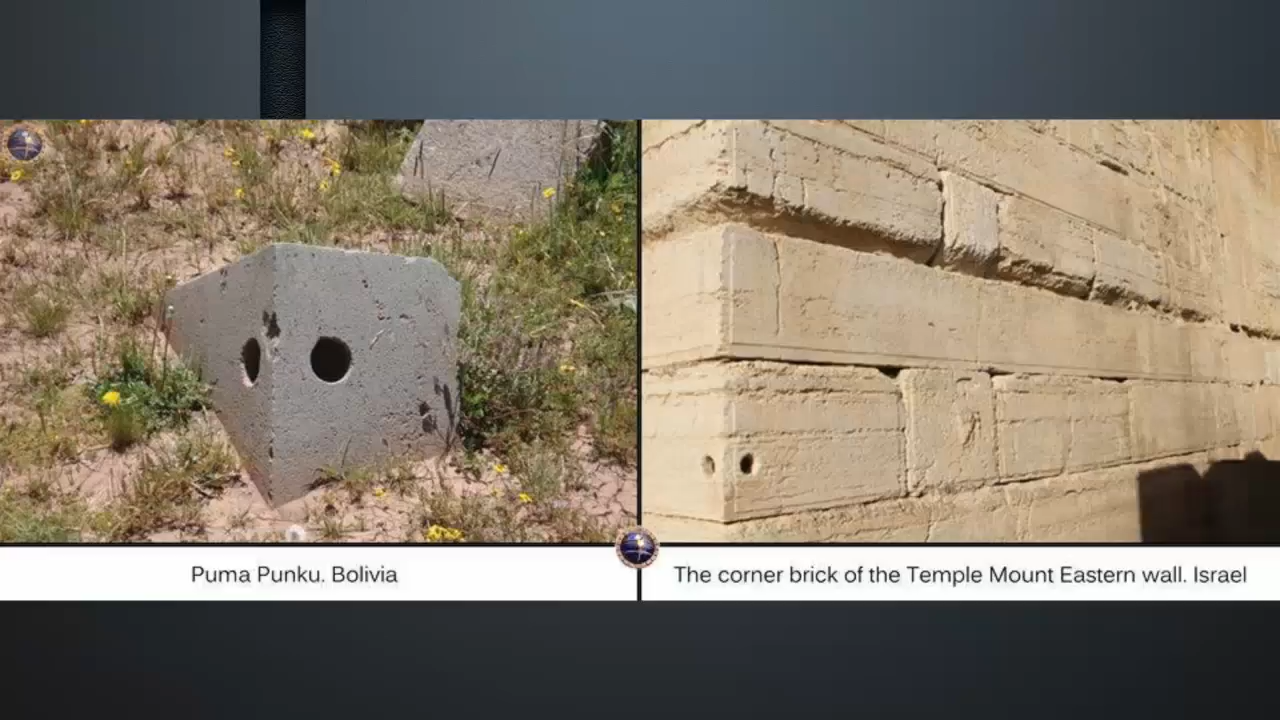 Puma Punku. Bolivia
The corner brick of the Temple Mount Eastern wall. Israel